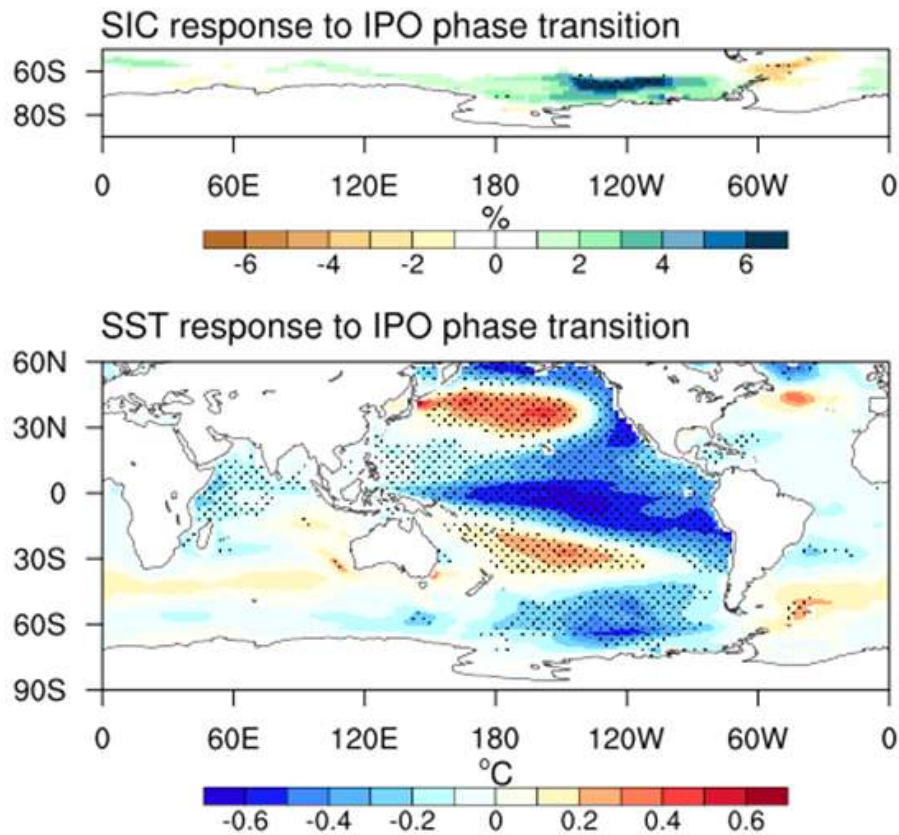 SIC response to IPO phase transition
60S
80S
0 60E 120E 180 120W 60W 0
%
-6 -4 -2 0 2 4 6
SST response to IPO phase transition
60N
30N
0
30S
60S
90S
0 60E 120E 180 120W 60W 0
°C
-0.6 -0.4 -0.2 0 0.2 0.4 0.6